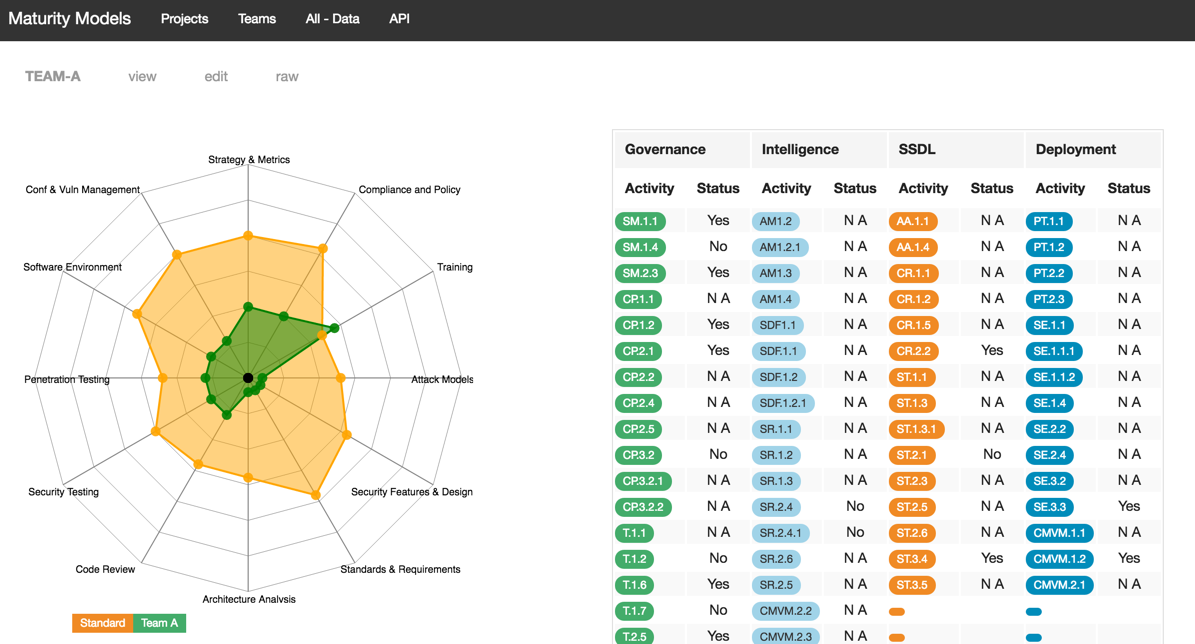 Maturity Models Projects Teams All - Data API
TEAM-A view edit raw
Strategy & Metrics
Conf & Vuln Management Compliance and Policy
Software Environment Training
Penetration Testing Attack Models
Security Testing Security Features & Design
Code Review Standards & Requirements
Architecture Analysis
Standard Team A
Governance Intelligence SSDL Deployment
Activity Status Activity Status Activity Status Activity Status
SM.1.1 Yes AM1.2 N A AA.1.1 N A PT.1.1 N A
SM.1.4 No AM1.2.1 N A AA.1.4 N A PT.1.2 N A
SM.2.3 Yes AM1.3 N A CR.1.1 N A PT.2.2 N A
CP.1.1 N A AM1.4 N A CR.1.2 N A PT.2.3 N A
CP.1.2 Yes SDF1.1 N A CR.1.5 N A SE.1.1 N A
CP.2.1 Yes SDF.1.1 N A CR.2.2 Yes SE.1.1.1 N A
CP.2.2 N A SDF.1.2 N A ST.1.1 N A SE.1.1.2 N A
CP.2.4 N A SDF.1.2.1 N A ST.1.3 N A SE.1.4 N A
CP.2.5 N A SR.1.1 N A ST.1.3.1 N A SE.2.2 N A
CP.3.2 No SR.1.2 N A ST.2.1 No SE.2.4 N A
CP.3.2.1 N A SR.1.3 N A ST.2.3 N A SE.3.2 N A
CP.3.2.2 N A SR.2.4 No ST.2.5 N A SE.3.3 Yes
T.1.1 N A SR.2.4.1 No ST.2.6 N A CMVM.1.1 N A
T.1.2 No SR.2.6 N A ST.3.4 Yes CMVM.1.2 Yes
T.1.6 Yes SR.2.5 N A ST.3.5 N A CMVM.2.1 N A
T.1.7 No CMVM.2.2 N A
T.2.5 Yes CMVM.2.3 N A